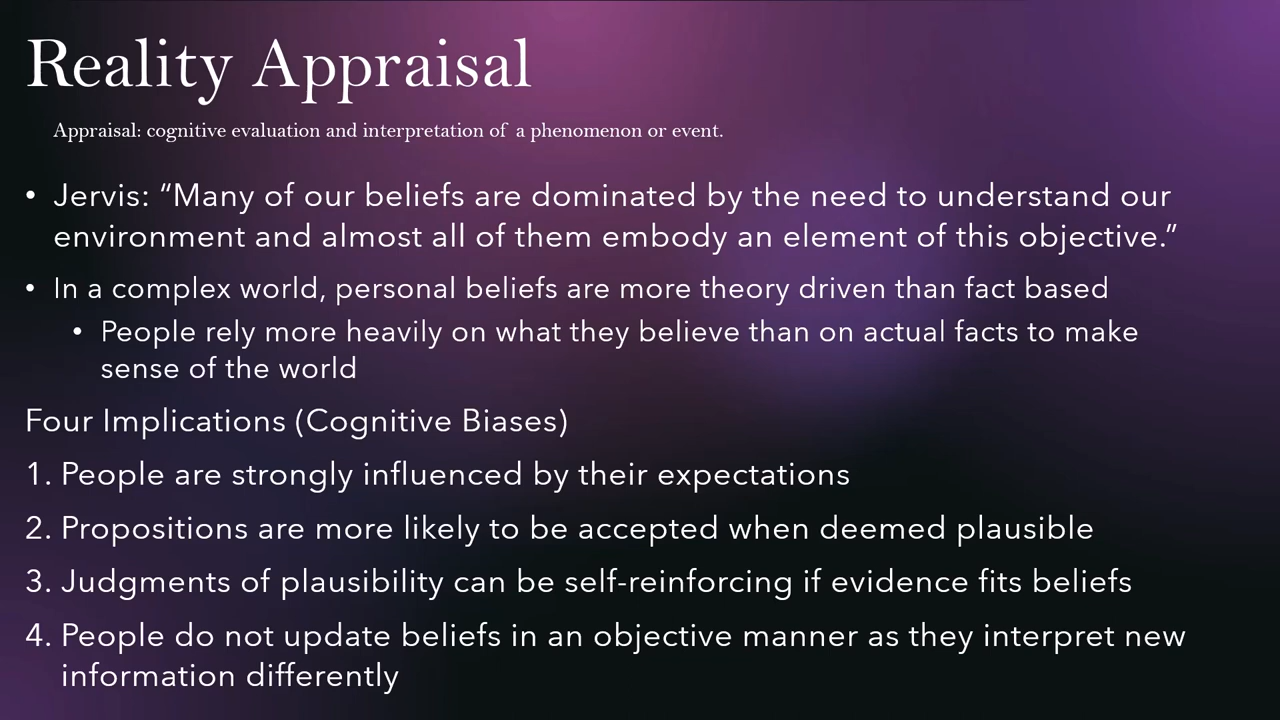 Reality Appraisal
Appraisal: cognitive evaluation and interpretation of a phenomenon or event.
• Jervis: “Many of our beliefs are dominated by the need to understand our
environment and almost all of them embody an element of this objective.”
• In a complex world, personal beliefs are more theory driven than fact based
• People rely more heavily on what they believe than on actual facts to make
sense of the world
Four Implications (Cognitive Biases)
1. People are strongly influenced by their expectations
2. Propositions are more likely to be accepted when deemed plausible
3. Judgments of plausibility can be self-reinforcing if evidence fits beliefs
4. People do not update beliefs in an objective manner as they interpret new
information differently